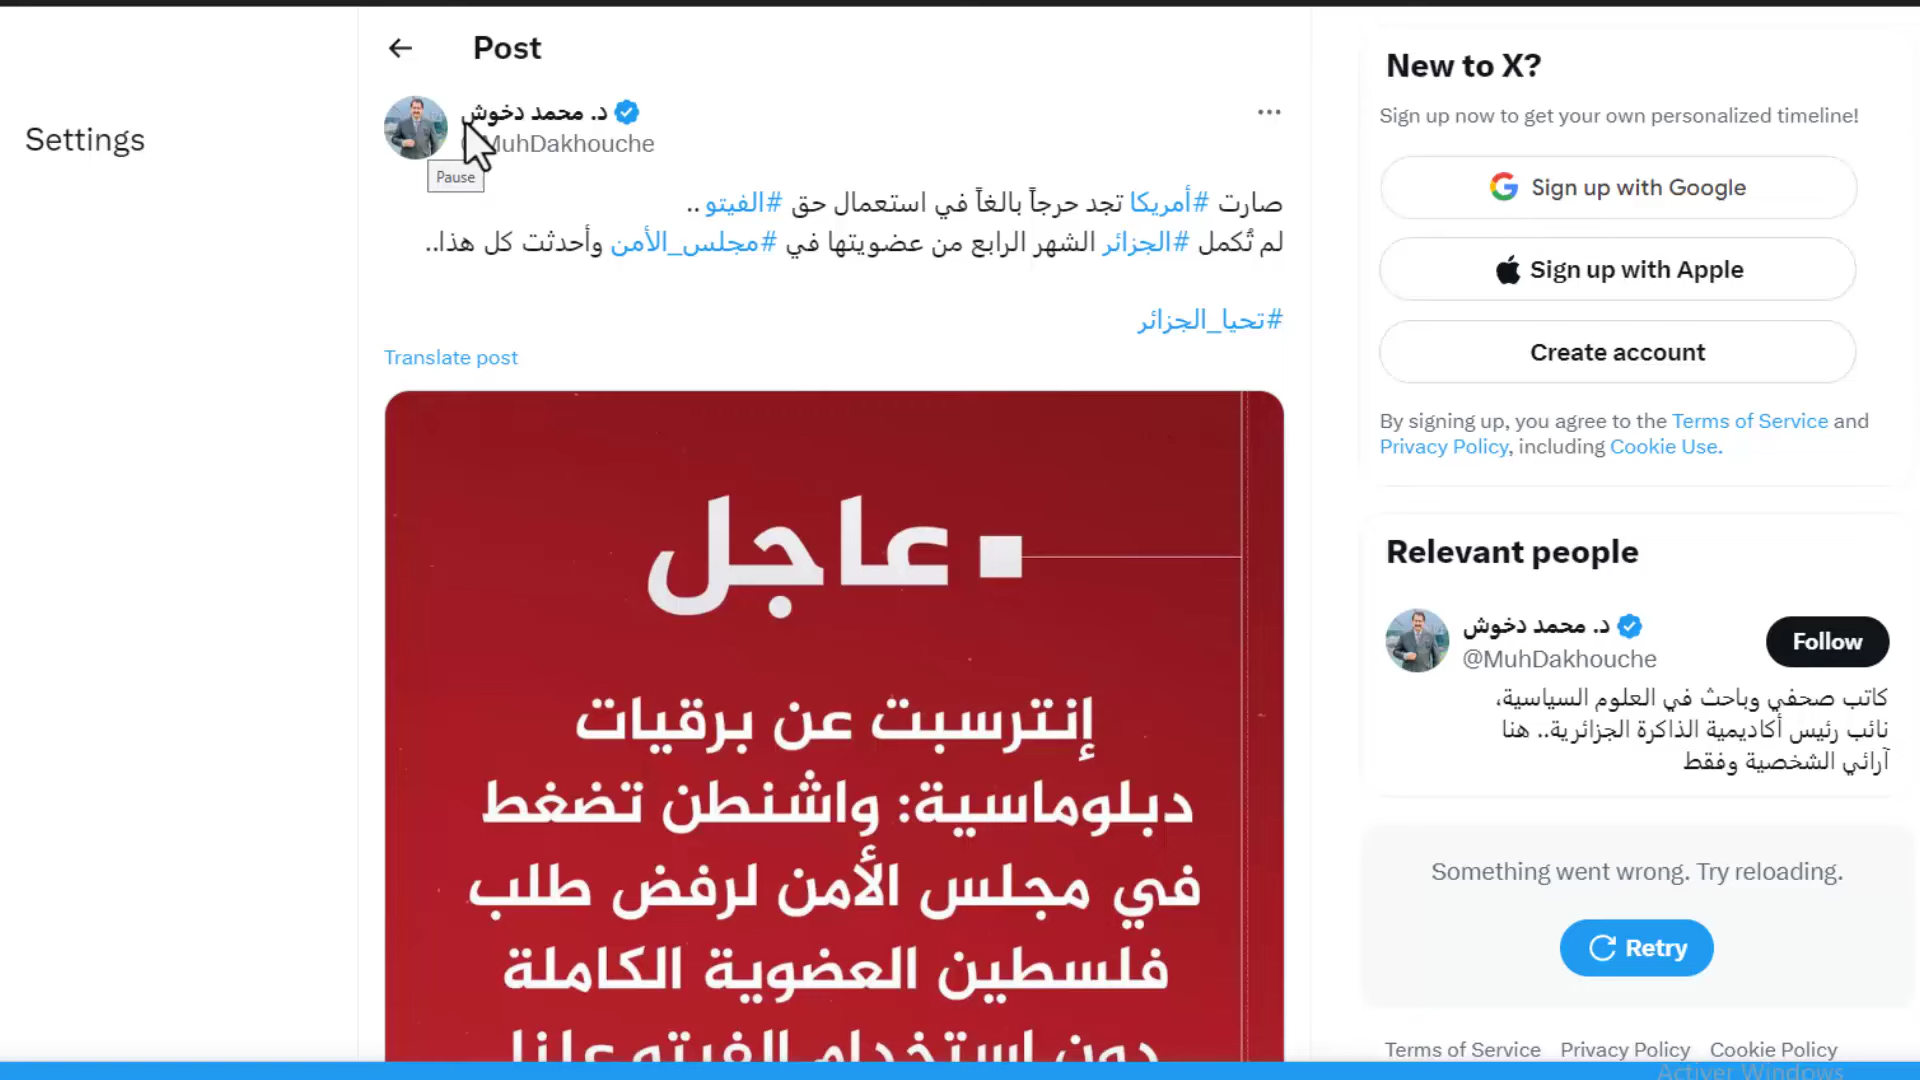 Settings
Post
د. محمد دخوش
MuhDakhouche
Pause
صارت #أمريكا تجد حرجاً بالغاً في استعمال حق #الفيتو ..
لم تُكمل #الجزائر الشهر الرابع من عضويتها في #مجلس_الأمن وأحدثت كل هذا..
#تحيا_الجزائر
Translate post
عاجل
إنترسبت عن برقيات
دبلوماسية: واشنطن تضغط
في مجلس الأمن لرفض طلب
فلسطين العضوية الكاملة
دون استخدام الفيتو علنا
New to X?
Sign up now to get your own personalized timeline!
Sign up with Google
Sign up with Apple
Create account
By signing up, you agree to the Terms of Service and
Privacy Policy, including Cookie Use.
Relevant people
د. محمد دخوش
@MuhDakhouche
Follow
كاتب صحفي وباحث في العلوم السياسية،
نائب رئيس أكاديمية الذاكرة الجزائرية.. هنا
آرائي الشخصية وفقط
Something went wrong. Try reloading.
Retry
Terms of Service Privacy Policy Cookie Policy
Activer Windows